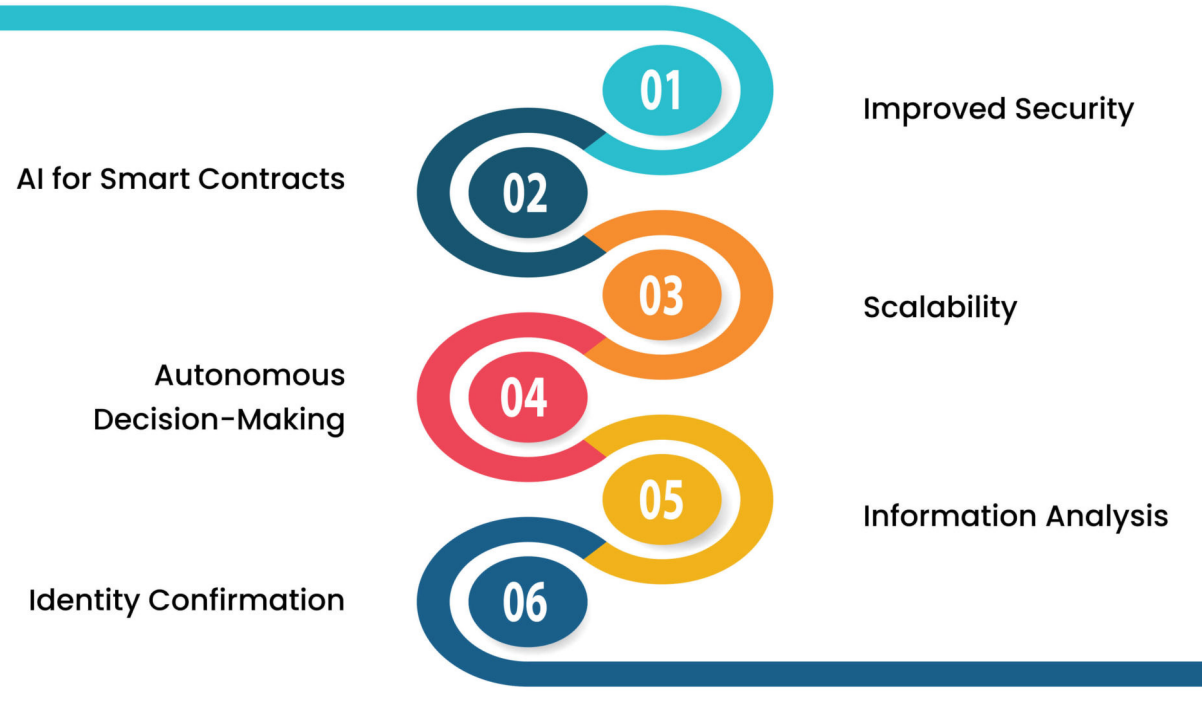 01
Improved Security
AI for Smart Contracts
02
03
Scalability
Autonomous
Decision-Making
04
05
Information Analysis
Identity Confirmation
06